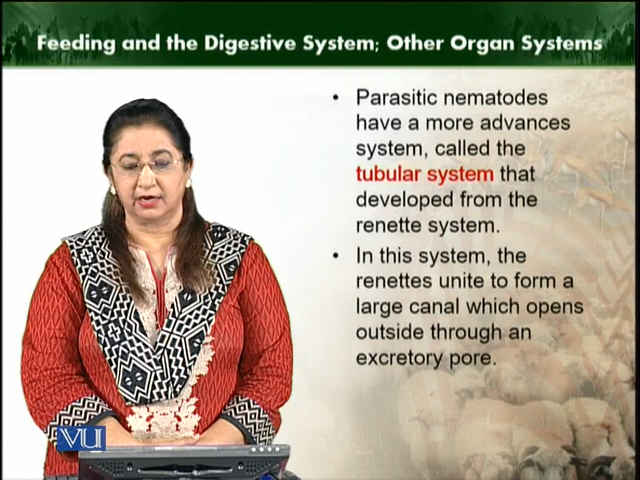 Feeding and the Digestive System; Other Organ Systems
• Parasitic nematodes
have a more advances
system, called the
tubular system that
developed from the
renette system.
• In this system, the
renettes unite to form a
large canal which opens
outside through an
excretory pore.
VU